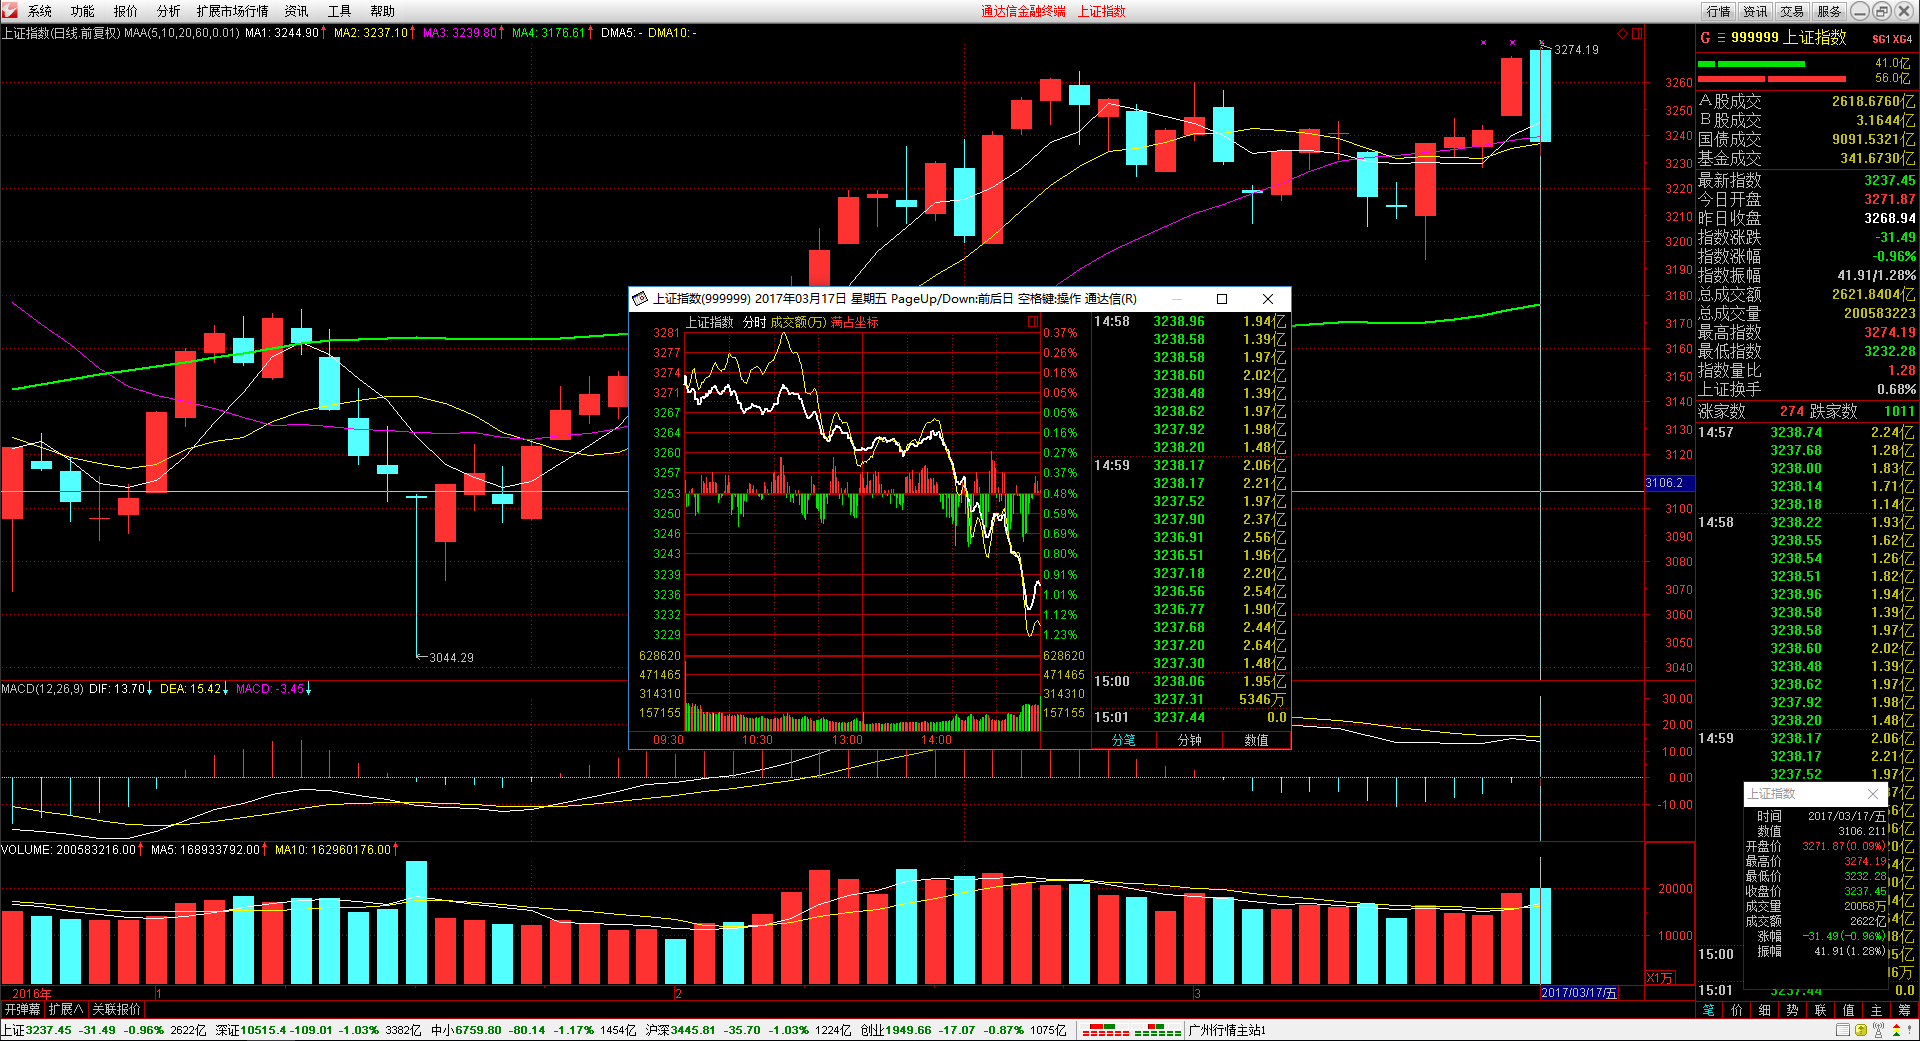 系统 功能 报价 分析 扩展市场行情 资讯 工具 帮助 通达信金融终端 上证指数 行情 资讯 交易 服务
上证指数(日线.前复权) MAA(5,10,20,60,0.01) MA1: 3244.90↑ MA2: 3237.10↑ MA3: 3239.80↑ MA4: 3176.61↑ DMA5: - DMA10: -
3274.19
3260
3250
3240
3230
3220
3210
3200
3190
3180
3170
3160
3150
3140
3130
3120
3106.2
3100
3090
3080
3070
3060
3050
3040
←3044.29
MACD(12,26,9) DIF: 13.70↓ DEA: 15.42↓ MACD: -3.45↓
30.00
20.00
10.00
0.00
-10.00
VOLUME: 200583216.00↑ MA5: 168933792.00↑ MA10: 162960176.00↑
20000
10000
X1万
2016年 1 2 3 2017/03/17/五
开弹幕 扩展∧ 关联报价
上证3237.45 -31.49 -0.96% 2622亿 深证10515.4 -109.01 -1.03% 3382亿 中小6759.80 -80.14 -1.17% 1454亿 沪深3445.81 -35.70 -1.03% 1224亿 创业1949.66 -17.07 -0.87% 1075亿 广州行情主站1
上证指数(999999) 2017年03月17日 星期五 PageUp/Down:前后日 空格键:操作 通达信(R)
上证指数 分时 成交额(万) 满占坐标
3281 0.37%
3277 0.26%
3274 0.16%
3271 0.05%
3267 0.05%
3264 0.16%
3260 0.27%
3257 0.37%
3253 0.48%
3250 0.59%
3246 0.69%
3243 0.80%
3239 0.91%
3236 1.01%
3232 1.12%
3229 1.23%
628620 628620
471465 471465
314310 314310
157155 157155
09:30 10:30 13:00 14:00
14:58 3238.96 1.94亿
3238.58 1.39亿
3238.58 1.97亿
3238.60 2.02亿
3238.48 1.39亿
3238.62 1.97亿
3237.92 1.98亿
3238.20 1.48亿
14:59 3238.17 2.06亿
3238.17 2.21亿
3237.52 1.97亿
3237.90 2.37亿
3236.91 2.56亿
3236.51 1.96亿
3237.18 2.20亿
3236.56 2.54亿
3236.77 1.90亿
3237.68 2.44亿
3237.20 2.64亿
3237.30 1.48亿
15:00 3238.06 1.95亿
3237.31 5346万
15:01 3237.44 0.0
分笔 分钟 数值
G 999999 上证指数 SG1 XG4
41.0亿
56.0亿
A股成交 2618.6760亿
B股成交 3.1644亿
国债成交 9091.5321亿
基金成交 341.6730亿
最新指数 3237.45
今日开盘 3271.87
昨日收盘 3268.94
指数涨跌 -31.49
指数涨幅 -0.96%
指数振幅 41.91/1.28%
总成交额 2621.8404亿
总成交量 200583223
最高指数 3274.19
最低指数 3232.28
指数量比 1.28
上证换手 0.68%
涨家数 274 跌家数 1011
14:57 3238.74 2.24亿
3237.68 1.28亿
3238.00 1.83亿
3238.14 1.71亿
3238.18 1.14亿
14:58 3238.22 1.93亿
3238.55 1.62亿
3238.54 1.26亿
3238.51 1.82亿
3238.96 1.94亿
3238.58 1.39亿
3238.58 1.97亿
3238.60 2.02亿
3238.48 1.39亿
3238.62 1.97亿
3237.92 1.98亿
3238.20 1.48亿
14:59 3238.17 2.06亿
3238.17 2.21亿
3237.52 1.97亿
15:00
15:01 3237.44 0.0
上证指数
时间 2017/03/17/五
数值 3106.211
开盘价 3271.87(0.09%)
最高价 3274.19
最低价 3232.28
收盘价 3237.45
成交量 20058万
成交额 2622亿
涨幅 -31.49(-0.96%)
振幅 41.91(1.28%)
笔 价 细 势 联 值 主 筹